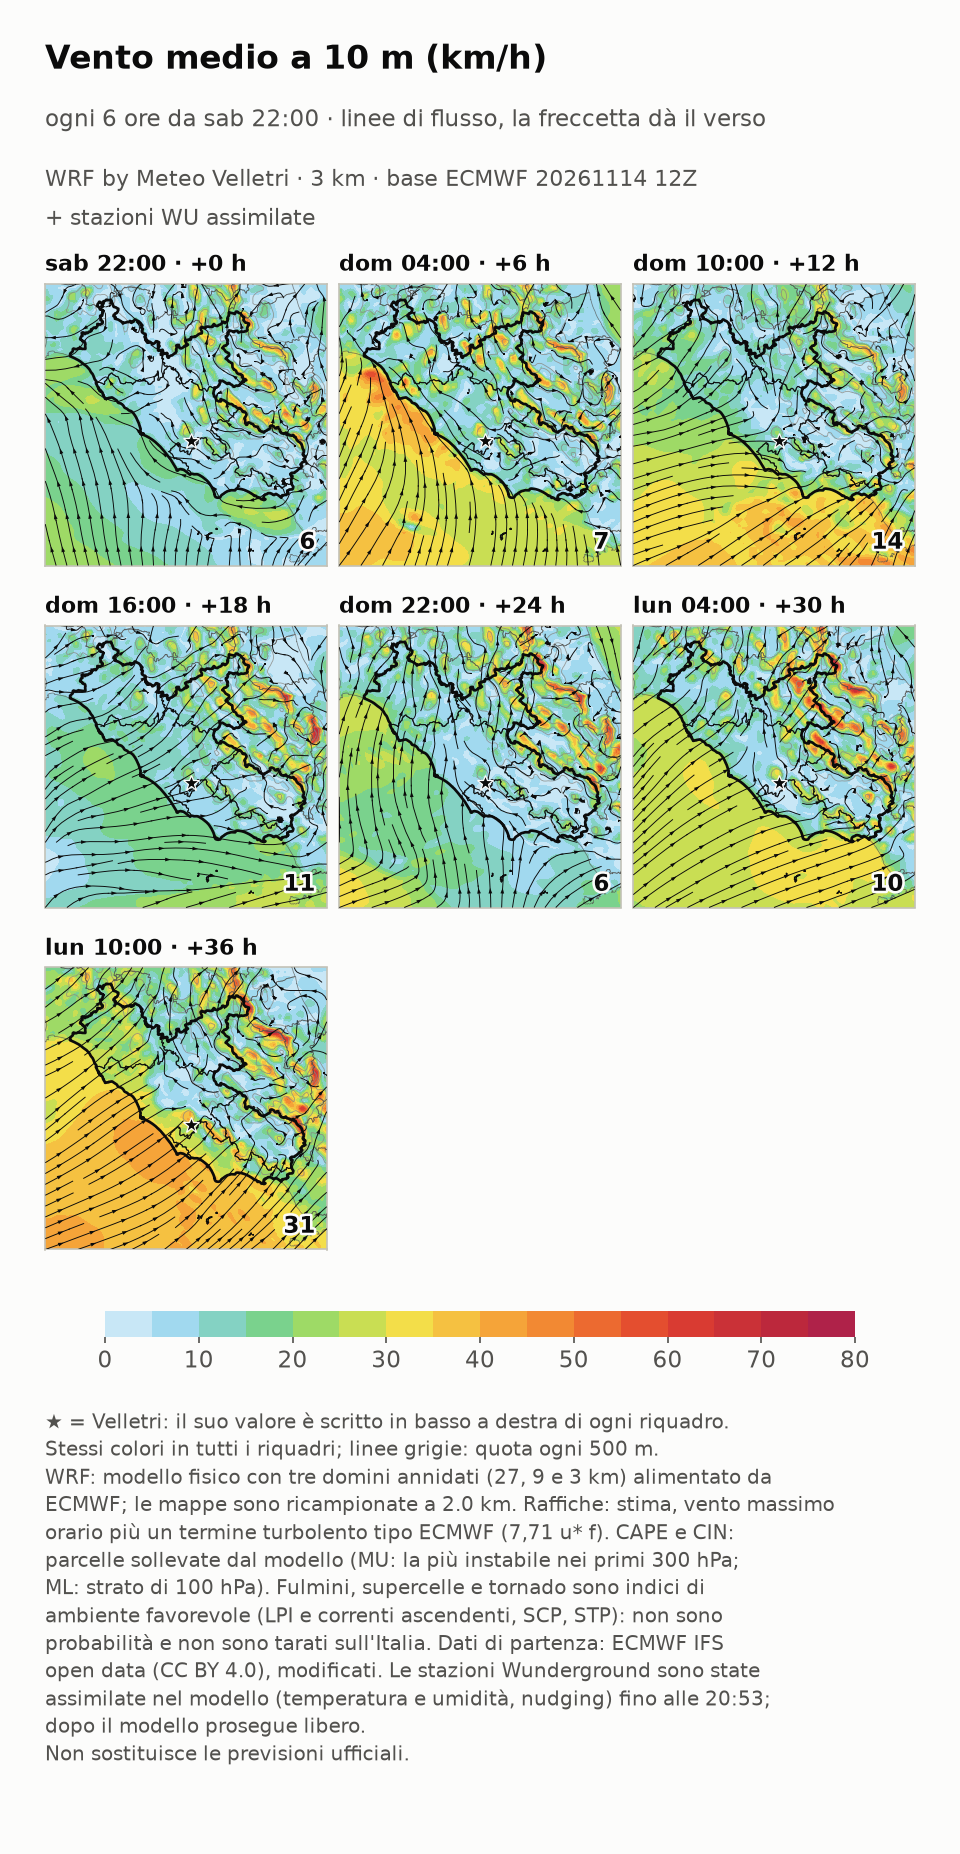 Vento medio a 10 m (km/h)
ogni 6 ore da sab 22:00 · linee di flusso, la freccetta dà il verso
WRF by Meteo Velletri · 3 km · base ECMWF 20261114 12Z
+ stazioni WU assimilate
sab 22:00 · +0 h
dom 04:00 · +6 h
dom 10:00 · +12 h
6
7
14
dom 16:00 · +18 h
dom 22:00 · +24 h
lun 04:00 · +30 h
11
6
10
lun 10:00 · +36 h
31
0 10 20 30 40 50 60 70 80
★ = Velletri: il suo valore è scritto in basso a destra di ogni riquadro.
Stessi colori in tutti i riquadri; linee grigie: quota ogni 500 m.
WRF: modello fisico con tre domini annidati (27, 9 e 3 km) alimentato da
ECMWF; le mappe sono ricampionate a 2.0 km. Raffiche: stima, vento massimo
orario più un termine turbolento tipo ECMWF (7,71 u* f). CAPE e CIN:
parcelle sollevate dal modello (MU: la più instabile nei primi 300 hPa;
ML: strato di 100 hPa). Fulmini, supercelle e tornado sono indici di
ambiente favorevole (LPI e correnti ascendenti, SCP, STP): non sono
probabilità e non sono tarati sull'Italia. Dati di partenza: ECMWF IFS
open data (CC BY 4.0), modificati. Le stazioni Wunderground sono state
assimilate nel modello (temperatura e umidità, nudging) fino alle 20:53;
dopo il modello prosegue libero.
Non sostituisce le previsioni ufficiali.